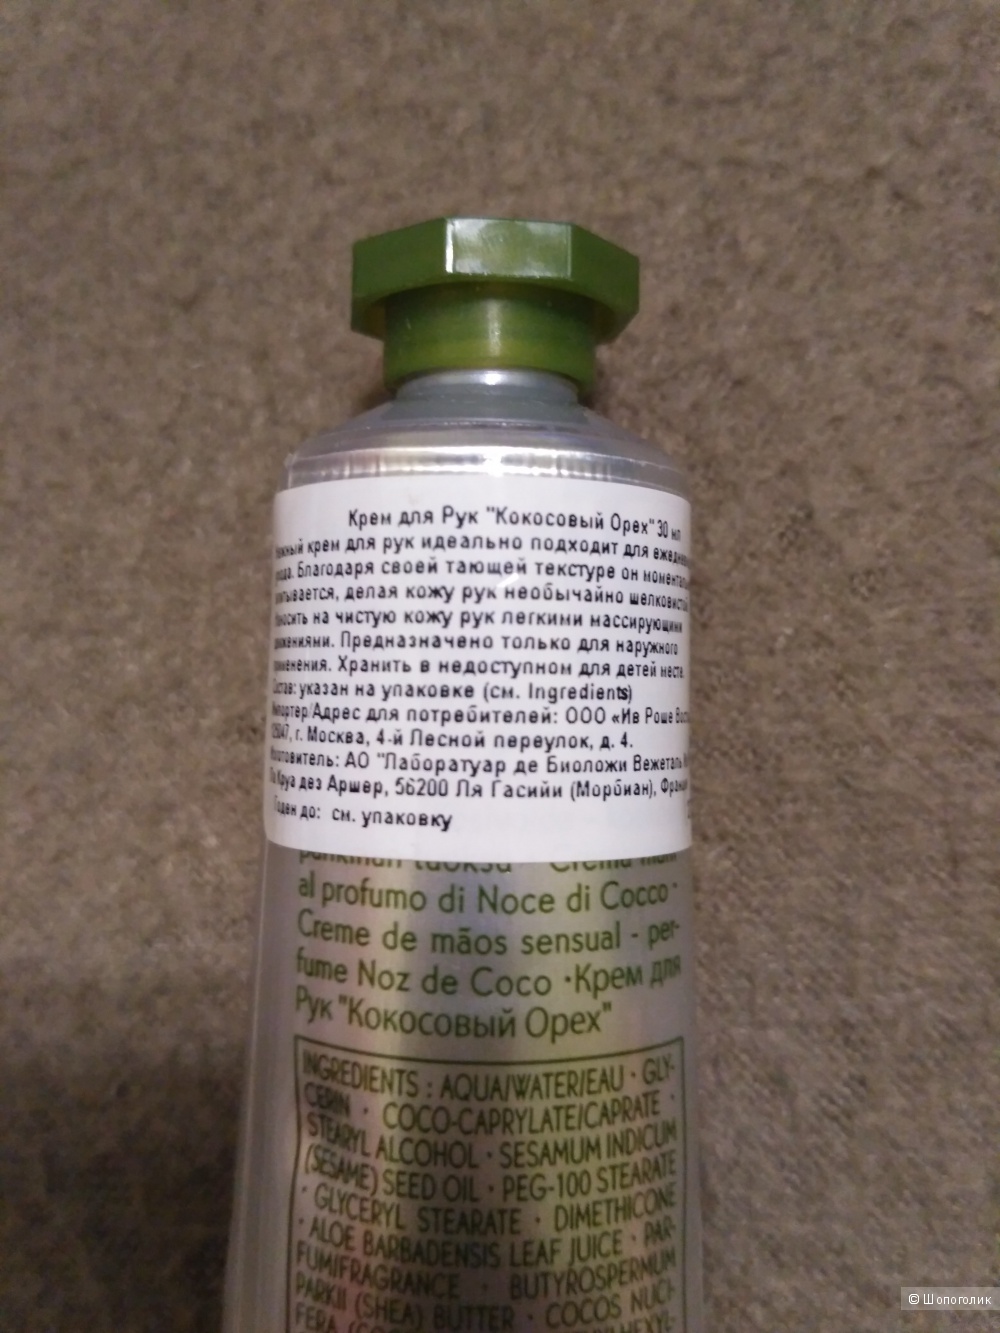 Крем для Рук "Кокосовый Орех" 30 мл
крем для рук идеально подходит для
Благодаря своей тающей текстуре он
делая кожу рук необычайно
на чистую кожу рук легкими массирующими
Предназначено только для наружного
Хранить в недоступном для детей месте.
указан на упаковке (см. Ingredients)
Адрес для потребителей: ООО «Ив Роше
г. Москва, 4-й Лесной переулок, д. 4.
АО "Лаборатуар де Биоложи Вежеталь
Круа дез Аршер, 56200 Ля Гасийи (Морбиан),
до: см. упаковку
al profumo di Noce di Cocco ·
Creme de mãos sensual - per-
fume Noz de Coco · Крем для
Рук "Кокосовый Орех"
INGREDIENTS : AQUA/WATER/EAU · GLY-
CERIN · COCO-CAPRYLATE/CAPRATE ·
STEARYL ALCOHOL · SESAMUM INDICUM
(SESAME) SEED OIL · PEG-100 STEARATE
· GLYCERYL STEARATE · DIMETHICONE
· ALOE BARBADENSIS LEAF JUICE · PAR-
FUM/FRAGRANCE · BUTYROSPERMUM
PARKII (SHEA) BUTTER · COCOS NUCI-
© Шопоголик